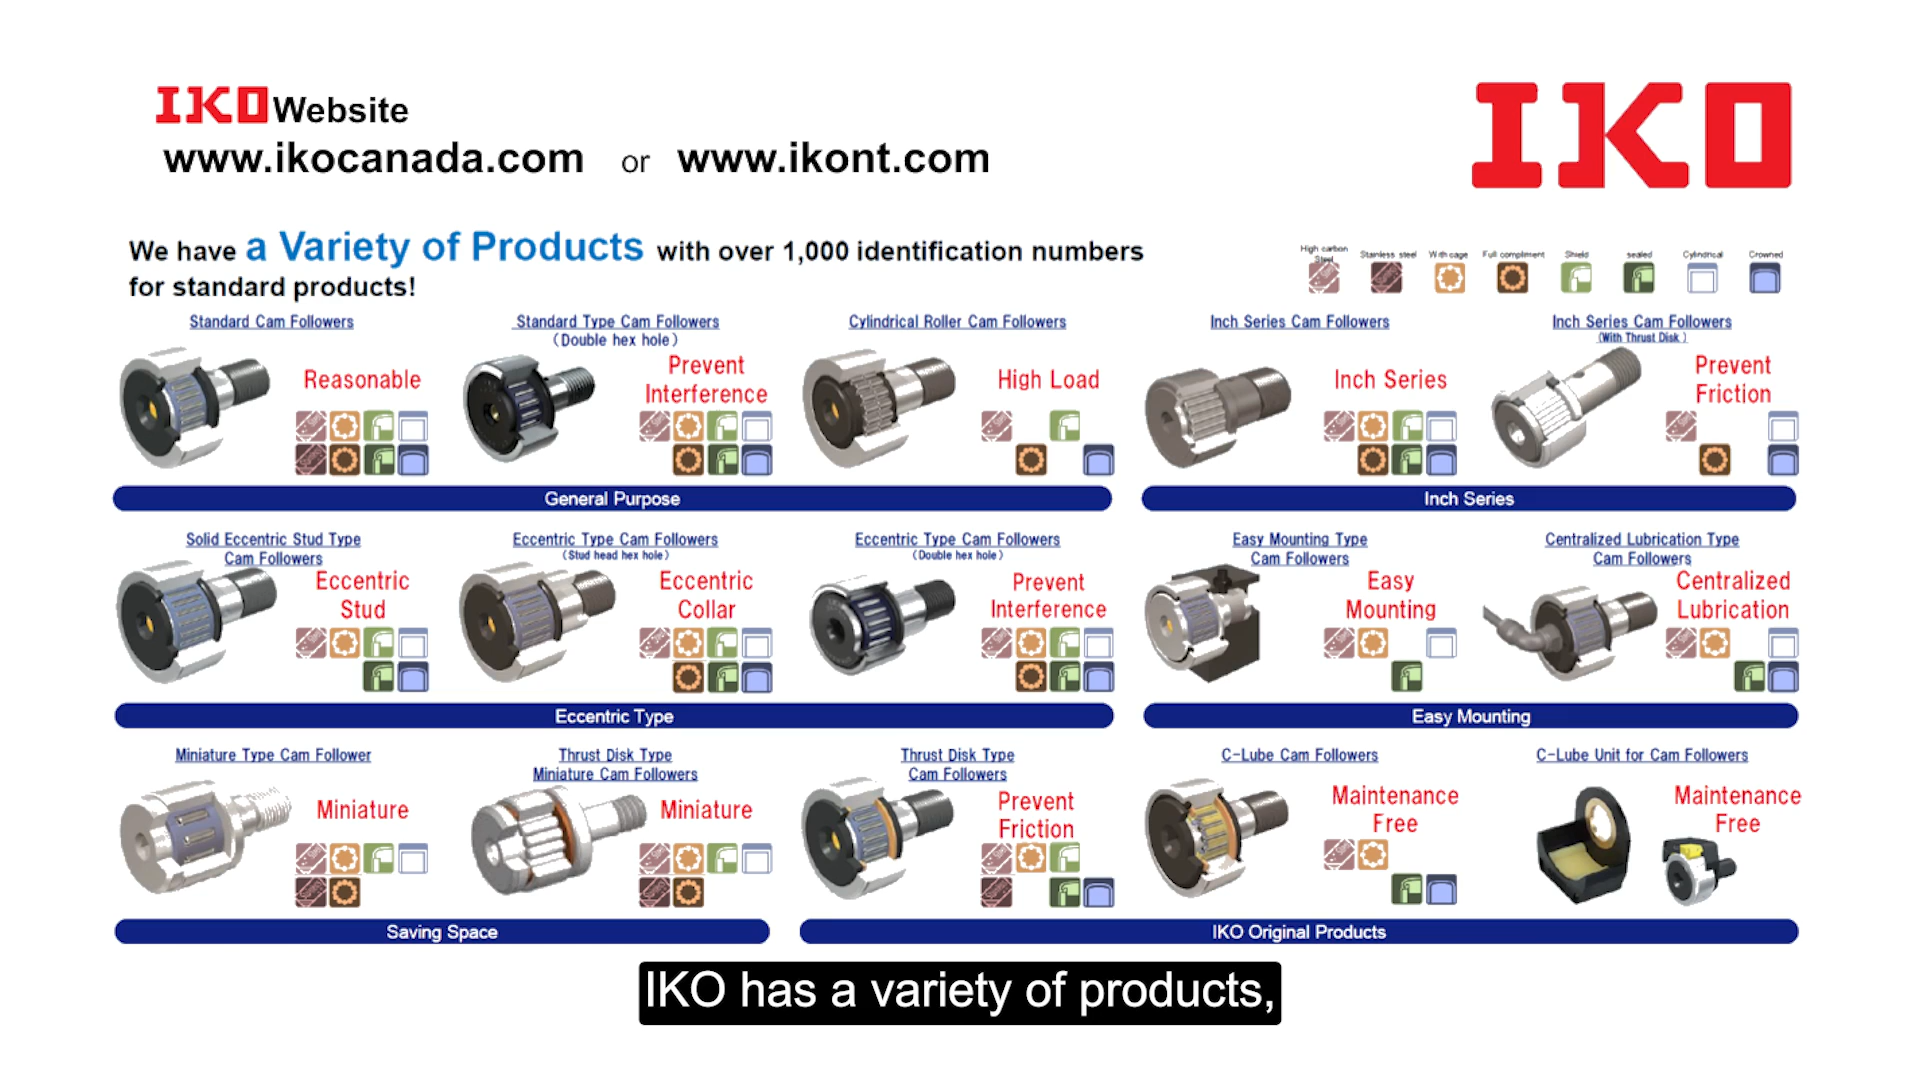 IKO Website
www.ikocanada.com or www.ikont.com
IKO
We have a Variety of Products with over 1,000 identification numbers
for standard products!
High carbon
Steel
Stainless steel
With cage
Full compliment
Shield
sealed
Cylindrical
Crowned
Standard Cam Followers
Reasonable
Standard Type Cam Followers
(Double hex hole)
Prevent
Interference
Cylindrical Roller Cam Followers
High Load
Inch Series Cam Followers
Inch Series
Inch Series Cam Followers
(With Thrust Disk)
Prevent
Friction
General Purpose
Inch Series
Solid Eccentric Stud Type
Cam Followers
Eccentric
Stud
Eccentric Type Cam Followers
(Stud head hex hole)
Eccentric
Collar
Eccentric Type Cam Followers
(Double hex hole)
Prevent
Interference
Easy Mounting Type
Cam Followers
Easy
Mounting
Centralized Lubrication Type
Cam Followers
Centralized
Lubrication
Eccentric Type
Easy Mounting
Miniature Type Cam Follower
Miniature
Thrust Disk Type
Miniature Cam Followers
Miniature
Thrust Disk Type
Cam Followers
Prevent
Friction
C-Lube Cam Followers
Maintenance
Free
C-Lube Unit for Cam Followers
Maintenance
Free
Saving Space
IKO Original Products
IKO has a variety of products,